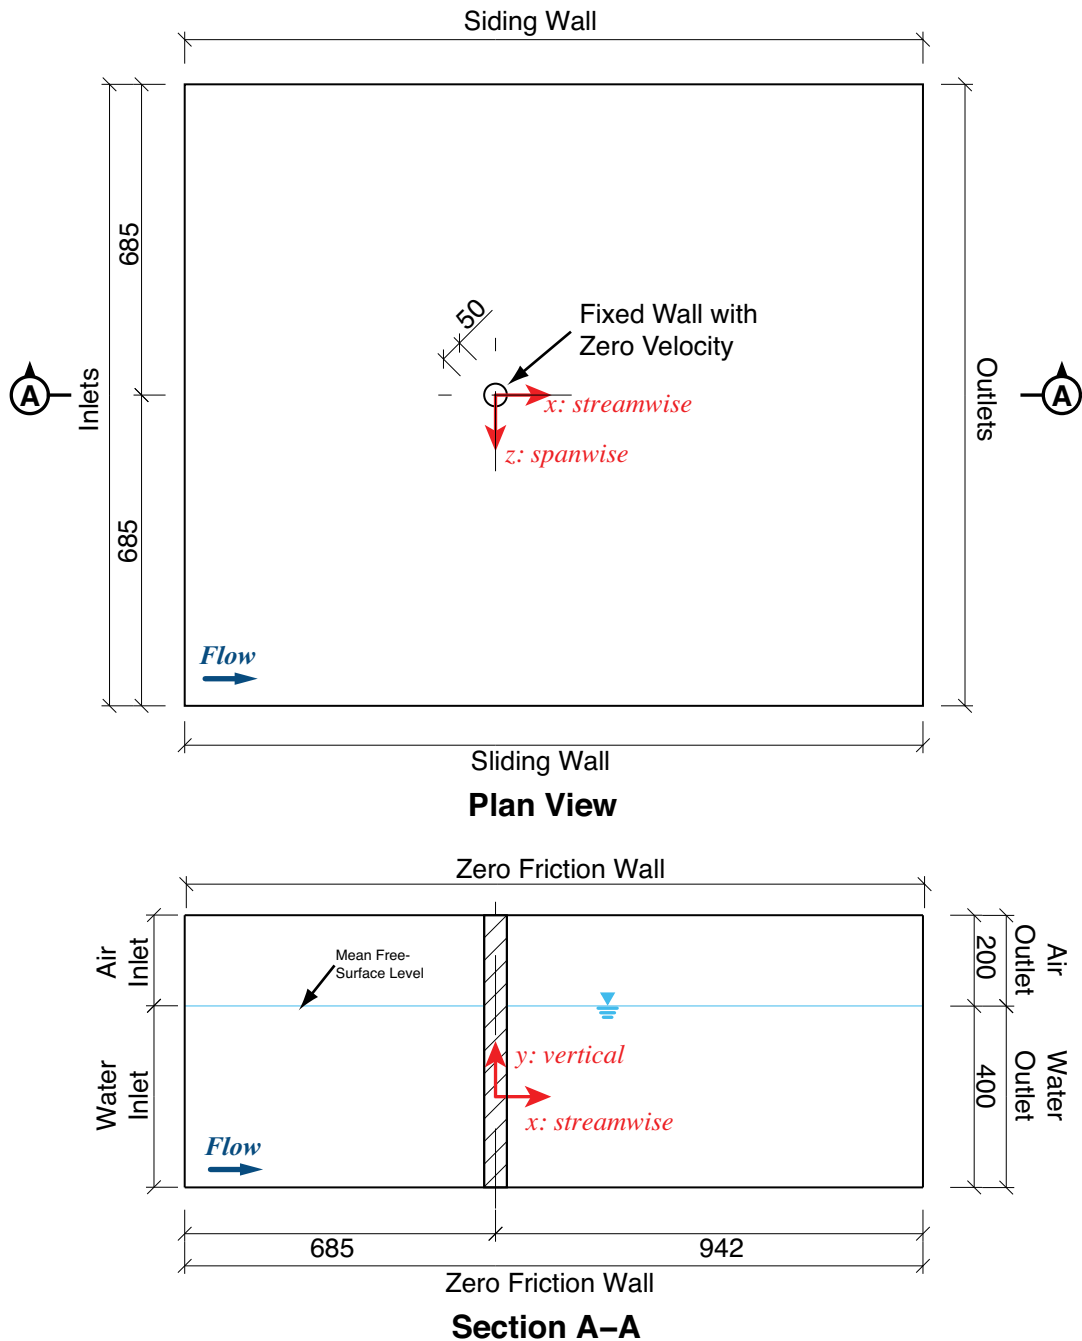 Siding Wall
685
50
Fixed Wall with
Zero Velocity
A
Inlets
x: streamwise
z: spanwise
Outlets
A
685
Flow
Sliding Wall
Plan View
Zero Friction Wall
Air
Inlet
Mean Free-
Surface Level
200
Air
Outlet
Water
Inlet
y: vertical
x: streamwise
400
Water
Outlet
Flow
685
942
Zero Friction Wall
Section A–A